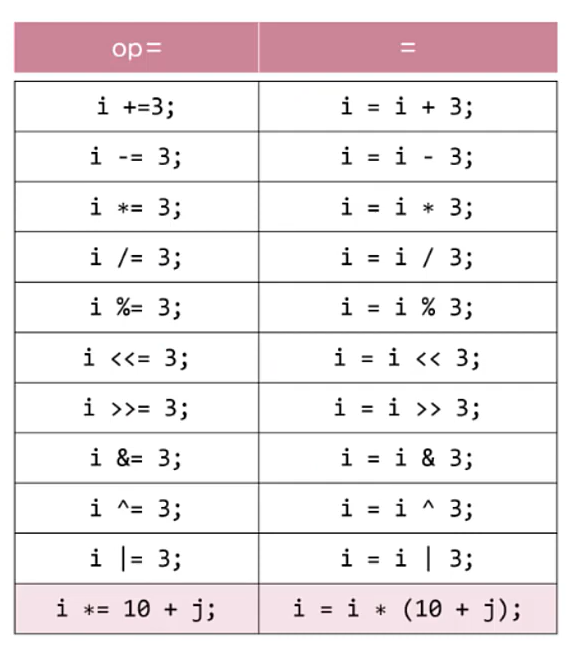 op= =
i +=3; i = i + 3;
i -= 3; i = i - 3;
i *= 3; i = i * 3;
i /= 3; i = i / 3;
i %= 3; i = i % 3;
i <<= 3; i = i << 3;
i >>= 3; i = i >> 3;
i &= 3; i = i & 3;
i ^= 3; i = i ^ 3;
i |= 3; i = i | 3;
i *= 10 + j; i = i * (10 + j);